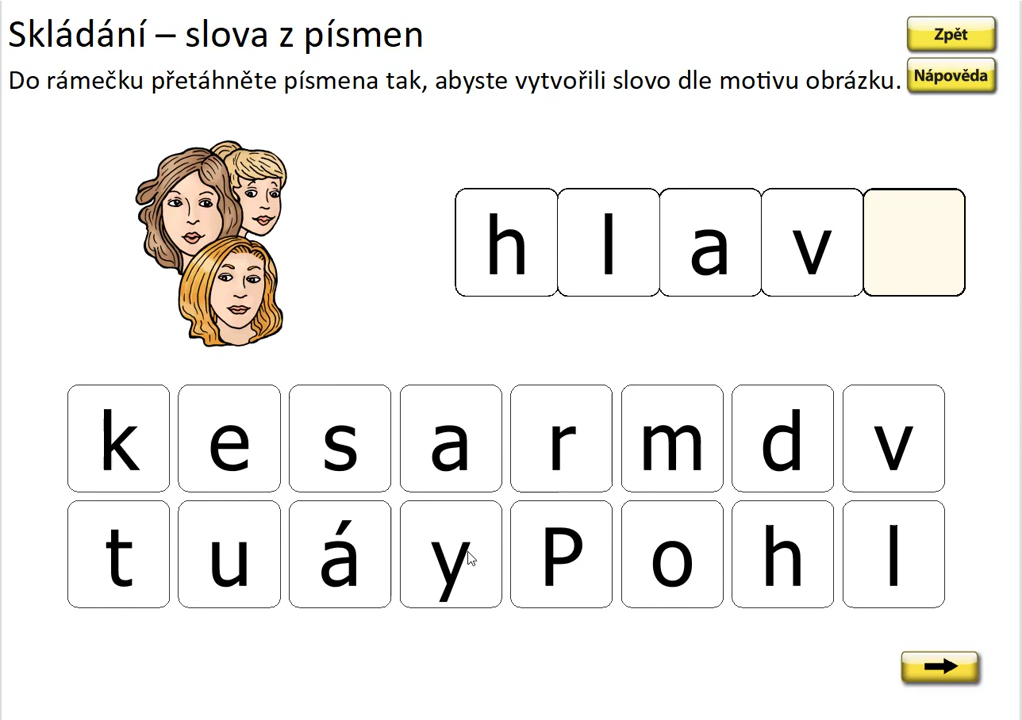 Skládání – slova z písmen
Zpět
Do rámečku přetáhněte písmena tak, abyste vytvořili slovo dle motivu obrázku.
Nápověda
h l a v
k e s a r m d v
t u á y P o h l